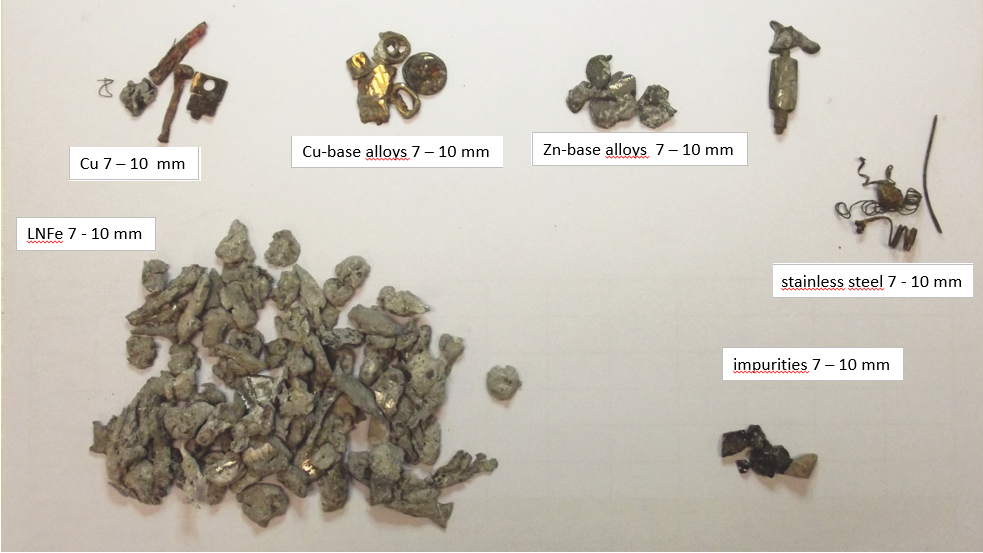 Cu 7 – 10 mm
Cu-base alloys 7 – 10 mm
Zn-base alloys 7 – 10 mm
LNFe 7 - 10 mm
stainless steel 7 - 10 mm
impurities 7 – 10 mm